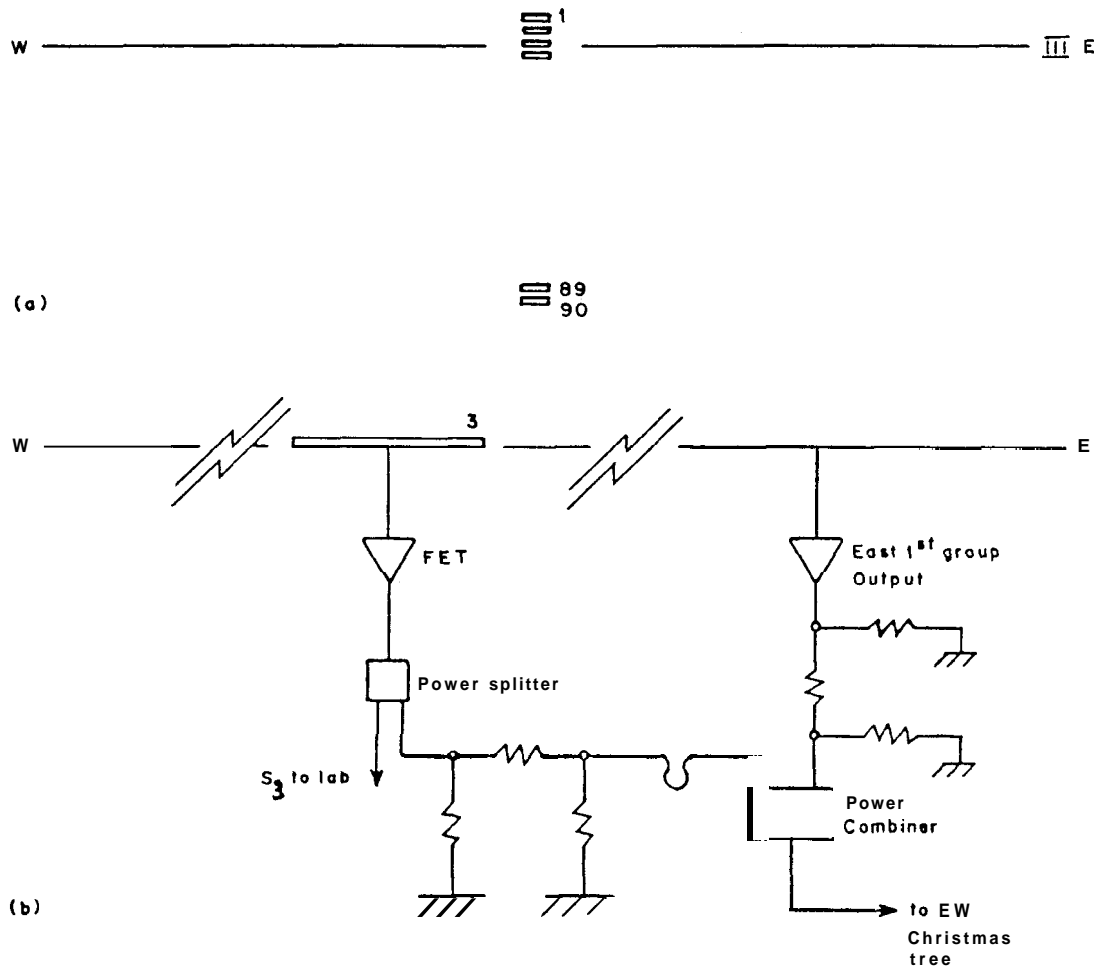 1
W
III E
89
(a)
90
3
W
E
FET
East 1st group
Output
Power splitter
S3 to lab
Power
Combiner
(b)
to EW
Christmas
tree